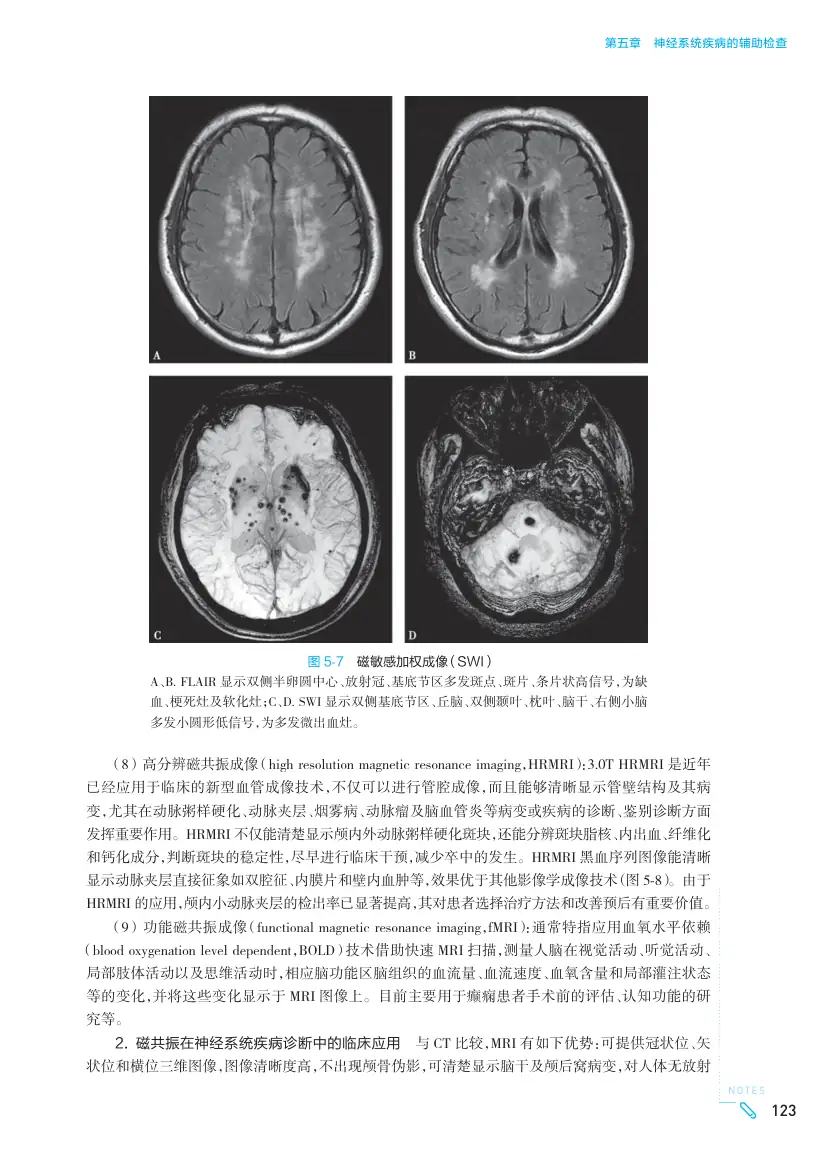 第五章 神经系统疾病的辅助检查
A
B
C
D
图 5-7 磁敏感加权成像(SWI)
A、B. FLAIR 显示双侧半卵圆中心、放射冠、基底节区多发斑点、斑片、条片状高信号,为缺
血、梗死灶及软化灶;C、D. SWI 显示双侧基底节区、丘脑、双侧颞叶、枕叶、脑干、右侧小脑
多发小圆形低信号,为多发微出血灶。
(8)高分辨磁共振成像(high resolution magnetic resonance imaging,HRMRI):3.0T HRMRI 是近年
已经应用于临床的新型血管成像技术,不仅可以进行管腔成像,而且能够清晰显示管壁结构及其病
变,尤其在动脉粥样硬化、动脉夹层、烟雾病、动脉瘤及脑血管炎等病变或疾病的诊断、鉴别诊断方面
发挥重要作用。HRMRI 不仅能清楚显示颅内外动脉粥样硬化斑块,还能分辨斑块脂核、内出血、纤维化
和钙化成分,判断斑块的稳定性,尽早进行临床干预,减少卒中的发生。HRMRI 黑血序列图像能清晰
显示动脉夹层直接征象如双腔征、内膜片和壁内血肿等,效果优于其他影像学成像技术(图 5-8)。由于
HRMRI 的应用,颅内小动脉夹层的检出率已显著提高,其对患者选择治疗方法和改善预后有重要价值。
(9)功能磁共振成像(functional magnetic resonance imaging,fMRI):通常特指应用血氧水平依赖
(blood oxygenation level dependent,BOLD)技术借助快速 MRI 扫描,测量人脑在视觉活动、听觉活动、
局部肢体活动以及思维活动时,相应脑功能区脑组织的血流量、血流速度、血氧含量和局部灌注状态
等的变化,并将这些变化显示于 MRI 图像上。目前主要用于癫痫患者手术前的评估、认知功能的研
究等。
2. 磁共振在神经系统疾病诊断中的临床应用 与 CT 比较,MRI 有如下优势:可提供冠状位、矢
状位和横位三维图像,图像清晰度高,不出现颅骨伪影,可清楚显示脑干及颅后窝病变,对人体无放射
NOTES
123